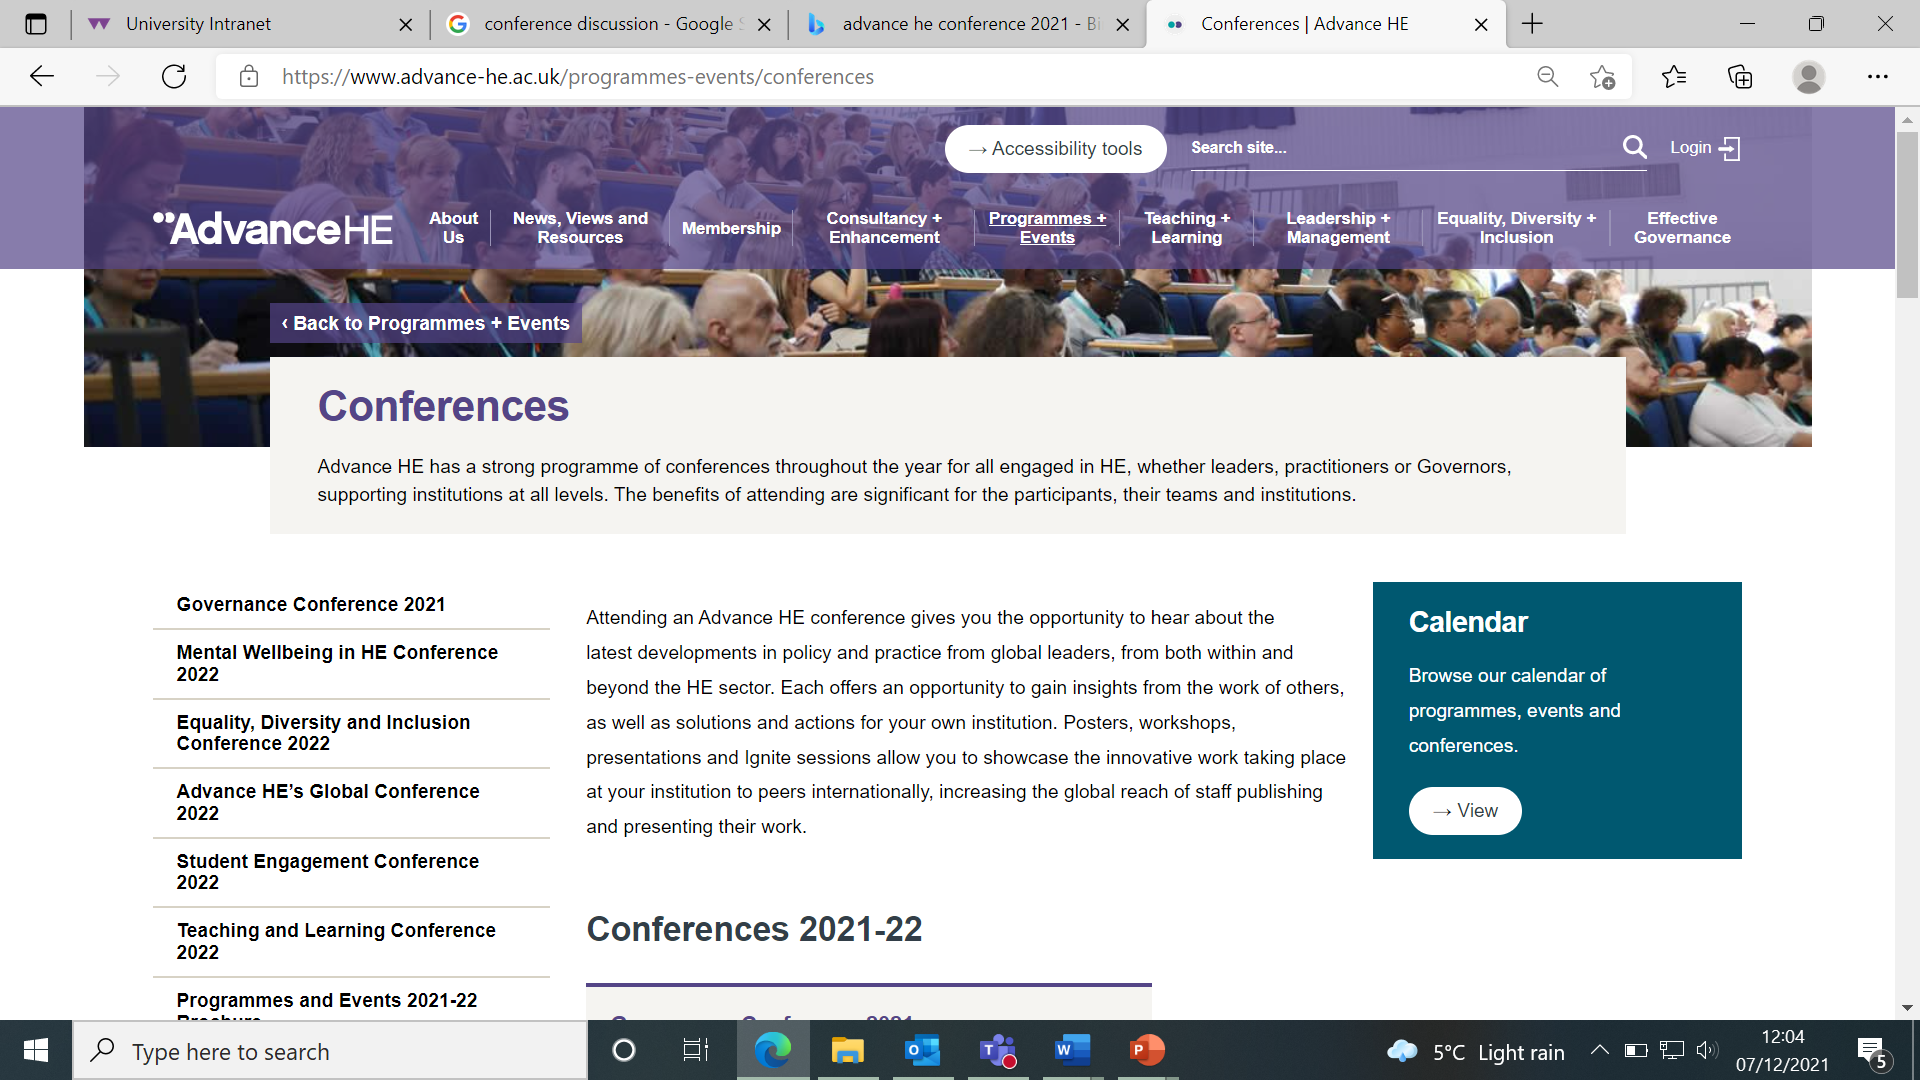 University Intranet
conference discussion - Google
advance he conference 2021 - Bi
Conferences | Advance HE
https://www.advance-he.ac.uk/programmes-events/conferences
→ Accessibility tools
Search site...
Login
AdvanceHE
About
Us
News, Views and
Resources
Membership
Consultancy +
Enhancement
Programmes +
Events
Teaching +
Learning
Leadership +
Management
Equality, Diversity +
Inclusion
Effective
Governance
‹ Back to Programmes + Events
Conferences
Advance HE has a strong programme of conferences throughout the year for all engaged in HE, whether leaders, practitioners or Governors,
supporting institutions at all levels. The benefits of attending are significant for the participants, their teams and institutions.
Governance Conference 2021
Mental Wellbeing in HE Conference
2022
Equality, Diversity and Inclusion
Conference 2022
Advance HE’s Global Conference
2022
Student Engagement Conference
2022
Teaching and Learning Conference
2022
Programmes and Events 2021-22
Brochure
Attending an Advance HE conference gives you the opportunity to hear about the
latest developments in policy and practice from global leaders, from both within and
beyond the HE sector. Each offers an opportunity to gain insights from the work of others,
as well as solutions and actions for your own institution. Posters, workshops,
presentations and Ignite sessions allow you to showcase the innovative work taking place
at your institution to peers internationally, increasing the global reach of staff publishing
and presenting their work.
Conferences 2021-22
Calendar
Browse our calendar of
programmes, events and
conferences.
→ View
Type here to search
5°C Light rain
12:04
07/12/2021
5